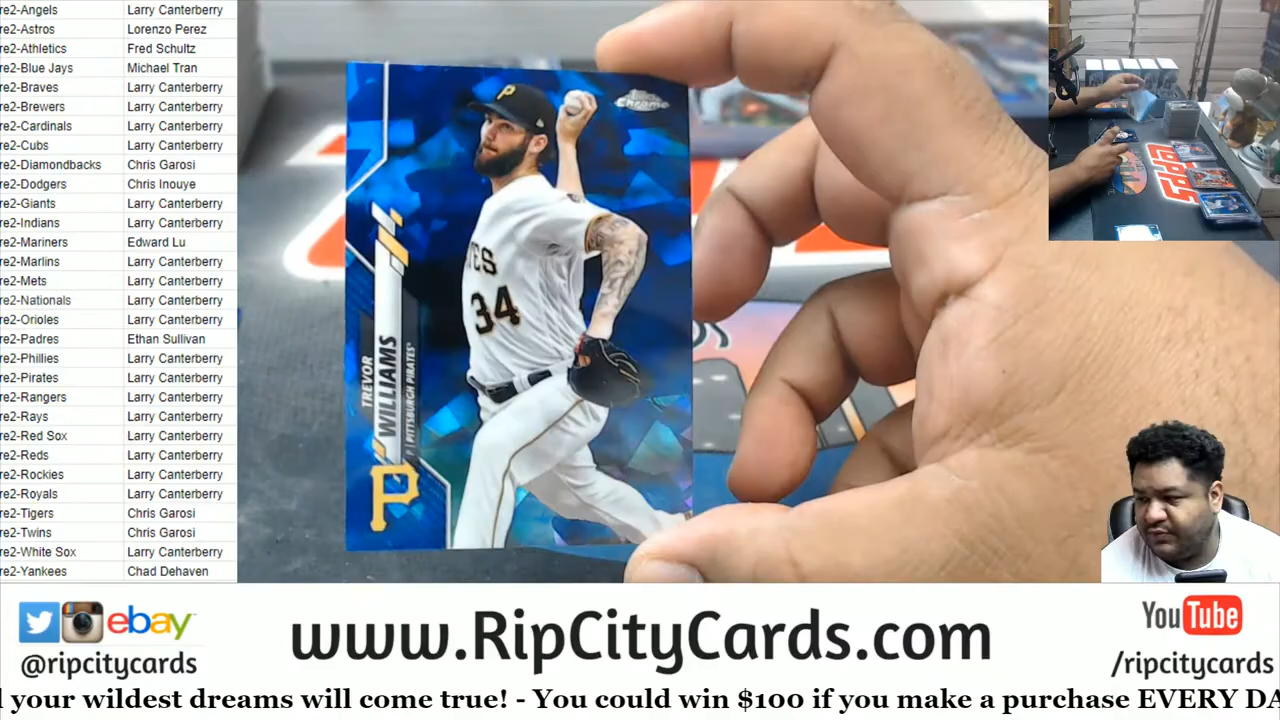 re2-Angels Larry Canterberry
re2-Astros Lorenzo Perez
re2-Athletics Fred Schultz
re2-Blue Jays Michael Tran
re2-Braves Larry Canterberry
re2-Brewers Larry Canterberry
re2-Cardinals Larry Canterberry
re2-Cubs Larry Canterberry
re2-Diamondbacks Chris Garosi
re2-Dodgers Chris Inouye
re2-Giants Larry Canterberry
re2-Indians Larry Canterberry
re2-Mariners Edward Lu
re2-Marlins Larry Canterberry
re2-Mets Larry Canterberry
re2-Nationals Larry Canterberry
re2-Orioles Larry Canterberry
re2-Padres Ethan Sullivan
re2-Phillies Larry Canterberry
re2-Pirates Larry Canterberry
re2-Rangers Larry Canterberry
re2-Rays Larry Canterberry
re2-Red Sox Larry Canterberry
re2-Reds Larry Canterberry
re2-Rockies Larry Canterberry
re2-Royals Larry Canterberry
re2-Tigers Chris Garosi
re2-Twins Chris Garosi
re2-White Sox Larry Canterberry
re2-Yankees Chad Dehaven
P
Topps
Chrome
TES
34
TREVOR
WILLIAMS
P | PITTSBURGH PIRATES
P
TOPPS
ebay
@ripcitycards
www.RipCityCards.com
YouTube
/ripcitycards
l your wildest dreams will come true! - You could win $100 if you make a purchase EVERY DA